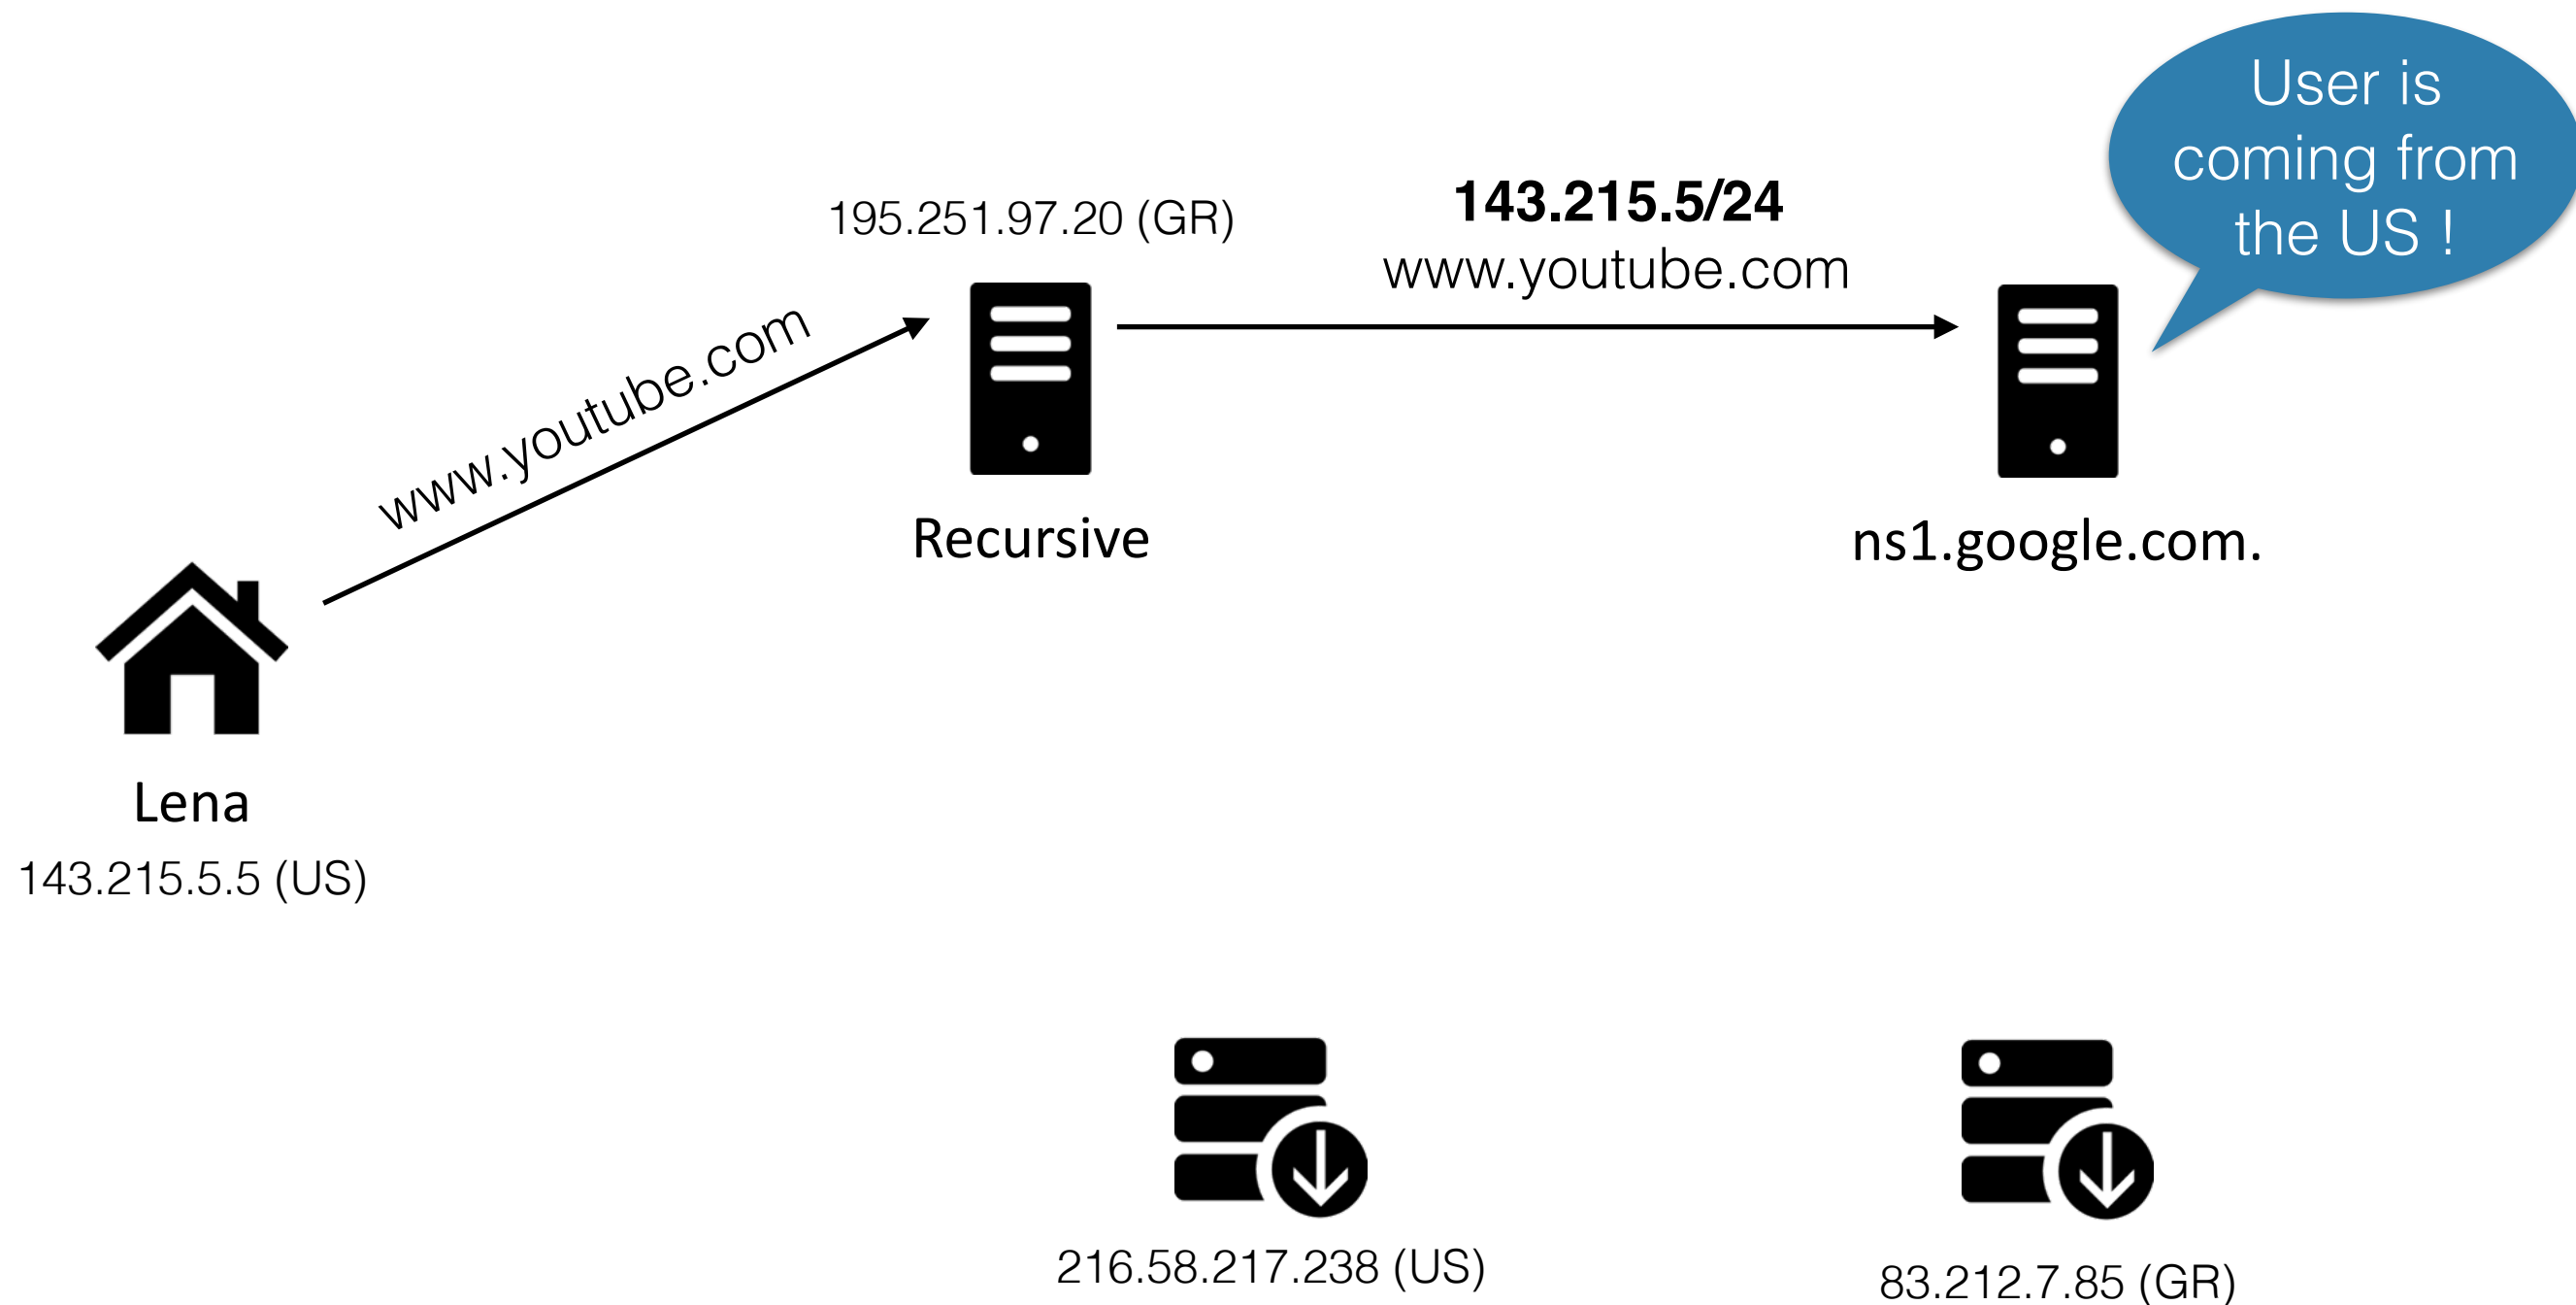 User is
coming from
the US !
195.251.97.20 (GR)
143.215.5/24
www.youtube.com
www.youtube.com
Recursive
ns1.google.com.
Lena
143.215.5.5 (US)
216.58.217.238 (US)
83.212.7.85 (GR)